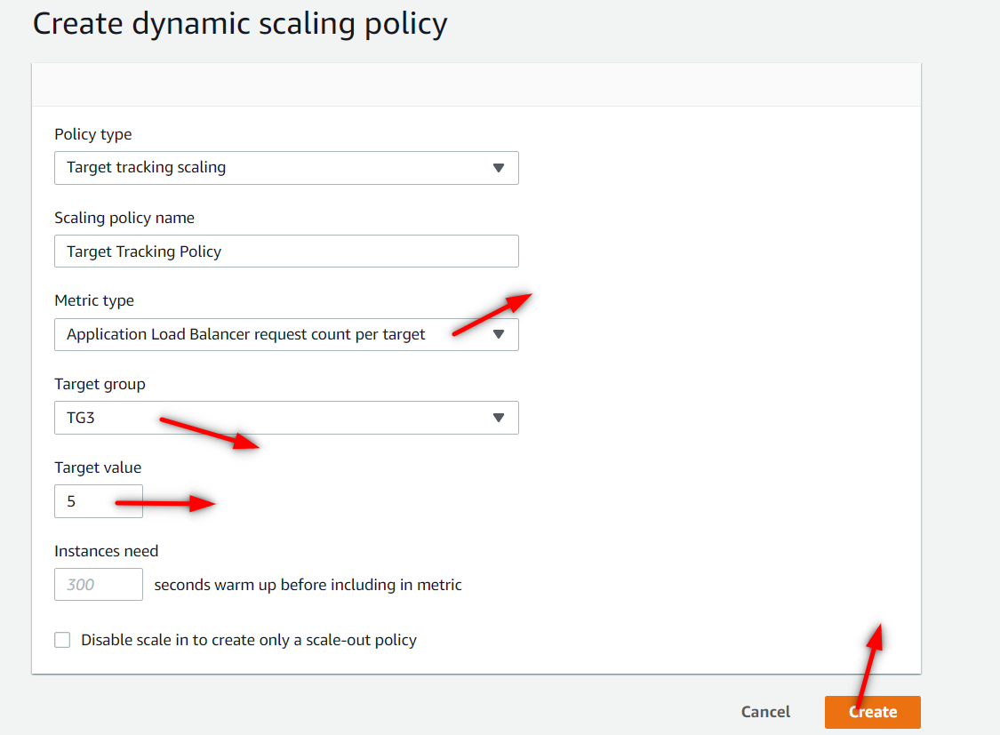 Create dynamic scaling policy
Policy type
Target tracking scaling
Scaling policy name
Target Tracking Policy
Metric type
Application Load Balancer request count per target
Target group
TG3
Target value
5
Instances need
300 seconds warm up before including in metric
Disable scale in to create only a scale-out policy
Cancel Create